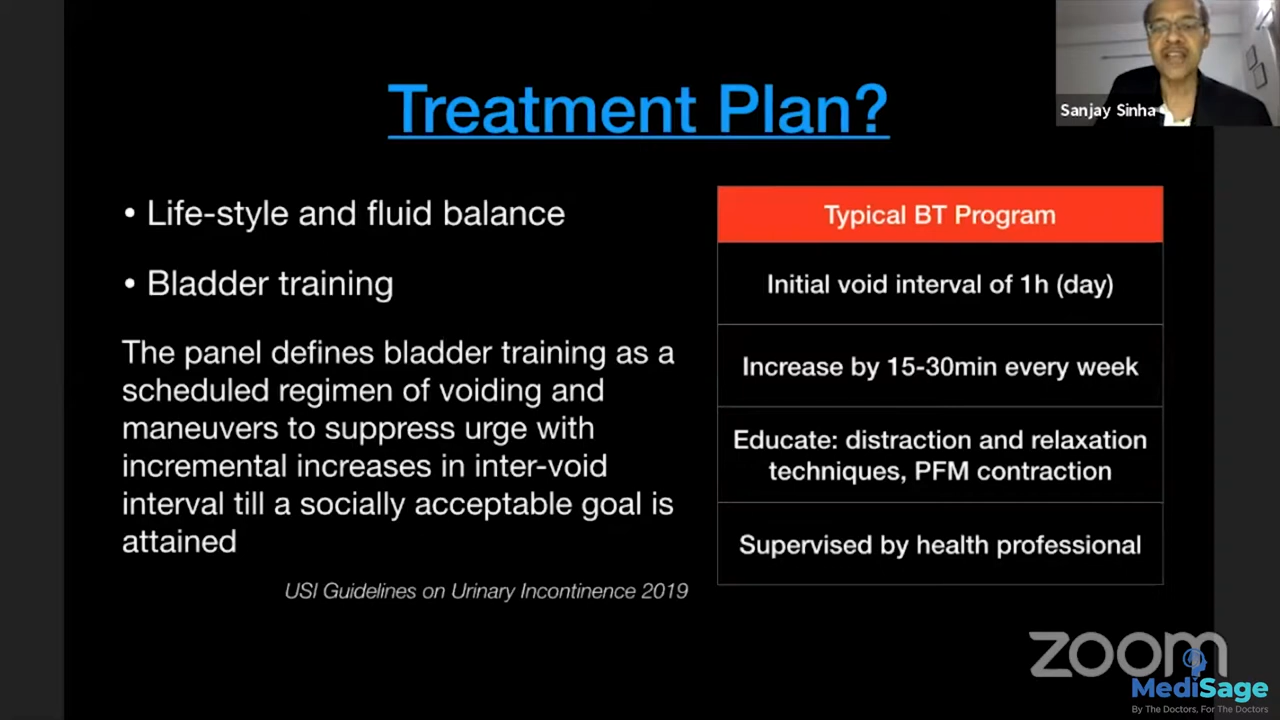 Sanjay Sinha
Treatment Plan?
• Life-style and fluid balance
• Bladder training
The panel defines bladder training as a
scheduled regimen of voiding and
maneuvers to suppress urge with
incremental increases in inter-void
interval till a socially acceptable goal is
attained
USI Guidelines on Urinary Incontinence 2019
Typical BT Program
Initial void interval of 1h (day)
Increase by 15-30min every week
Educate: distraction and relaxation
techniques, PFM contraction
Supervised by health professional
zoom
MediSage
By The Doctors, For The Doctors